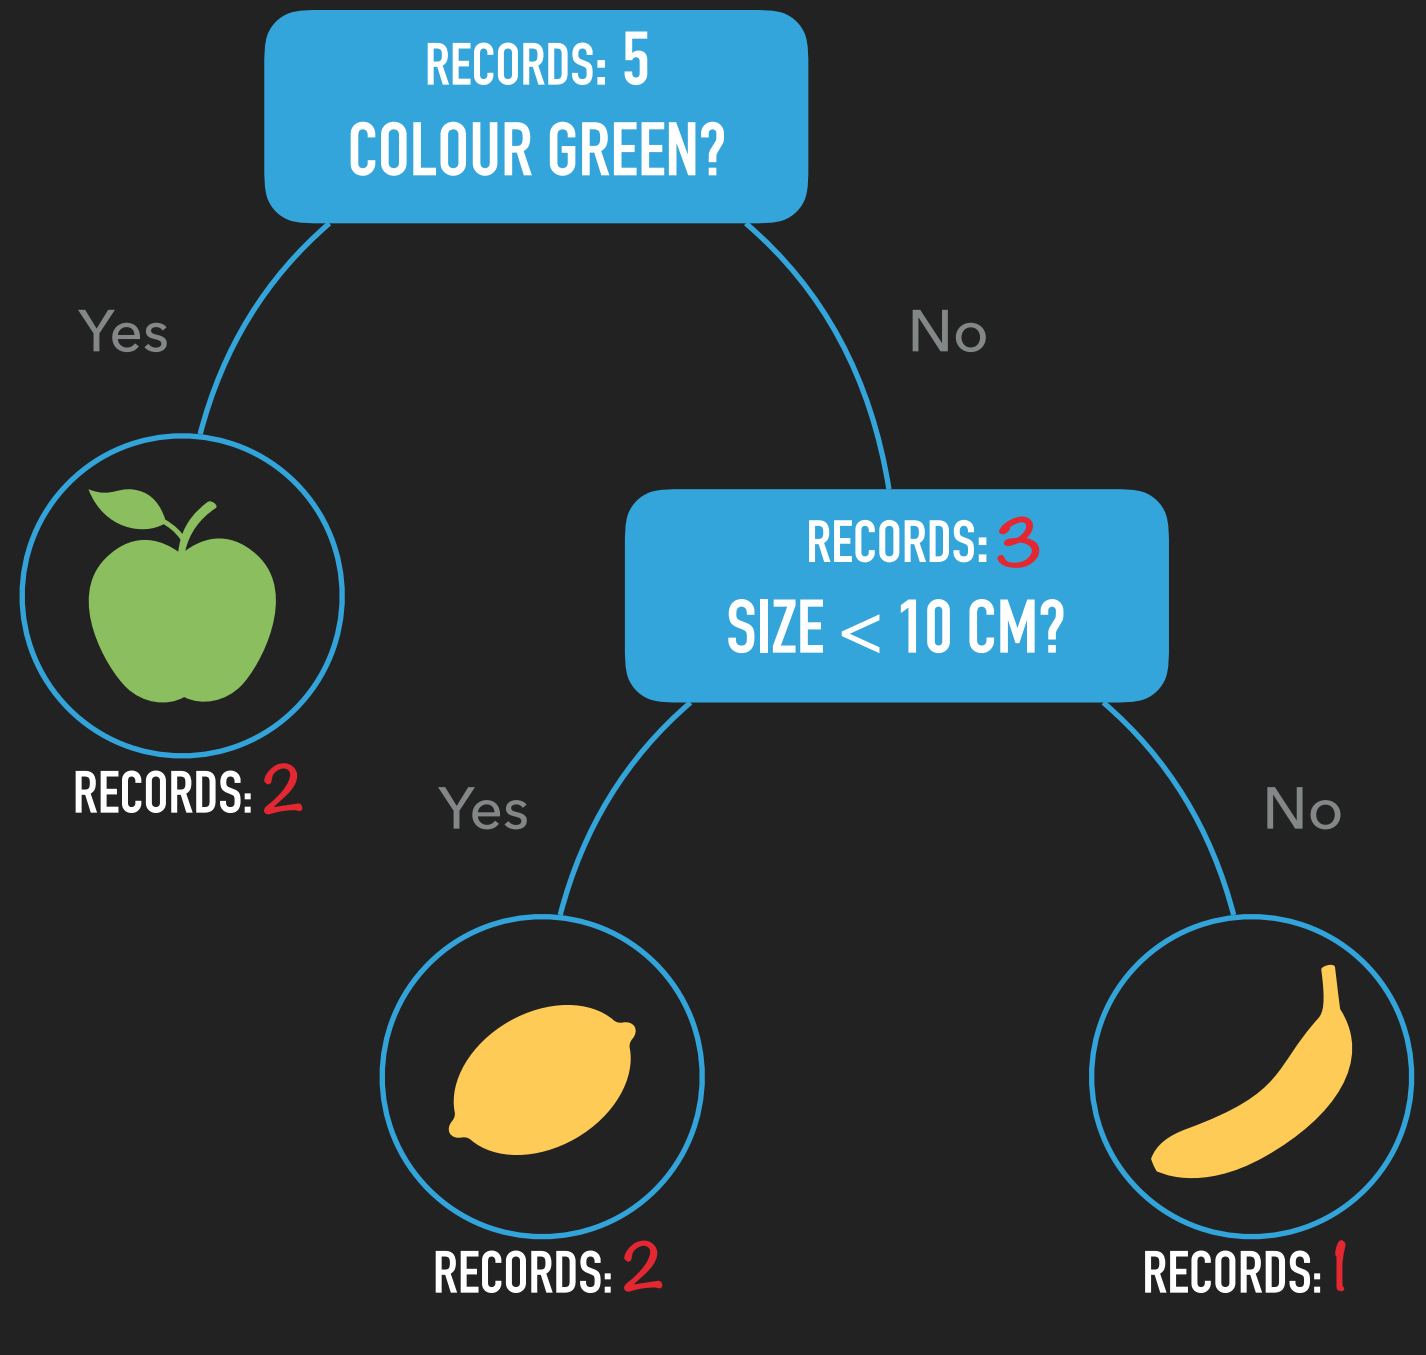 RECORDS: 5
COLOUR GREEN?
Yes
No
RECORDS: 3
SIZE < 10 CM?
RECORDS: 2
Yes
No
RECORDS: 2
RECORDS: 1